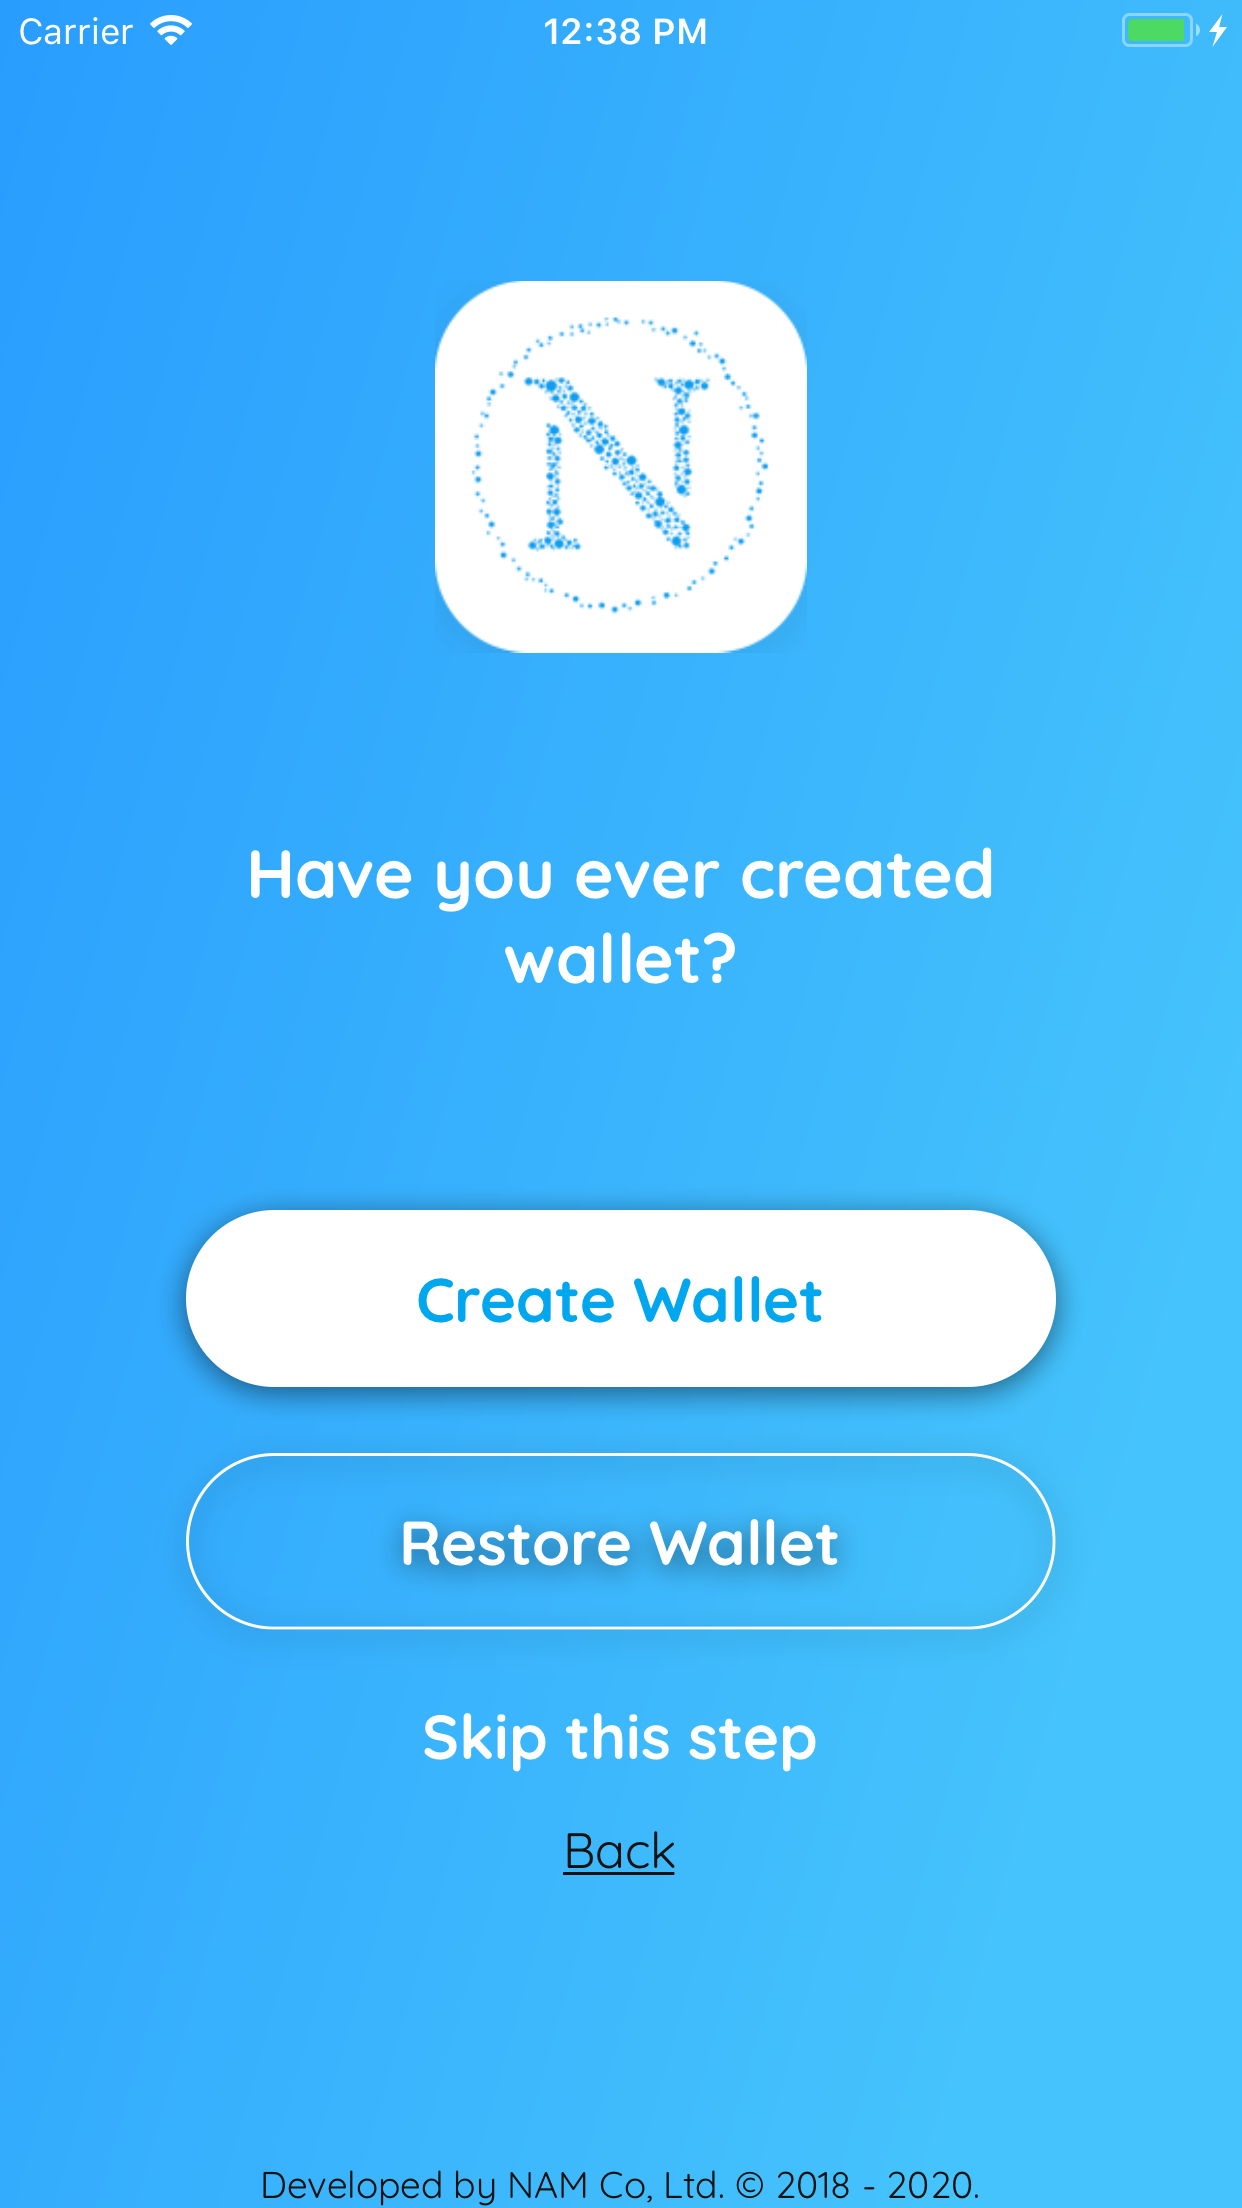 Carrier 12:38 PM
N
Have you ever created
wallet?
Create Wallet
Restore Wallet
Skip this step
Back
Developed by NAM Co, Ltd. © 2018 - 2020.